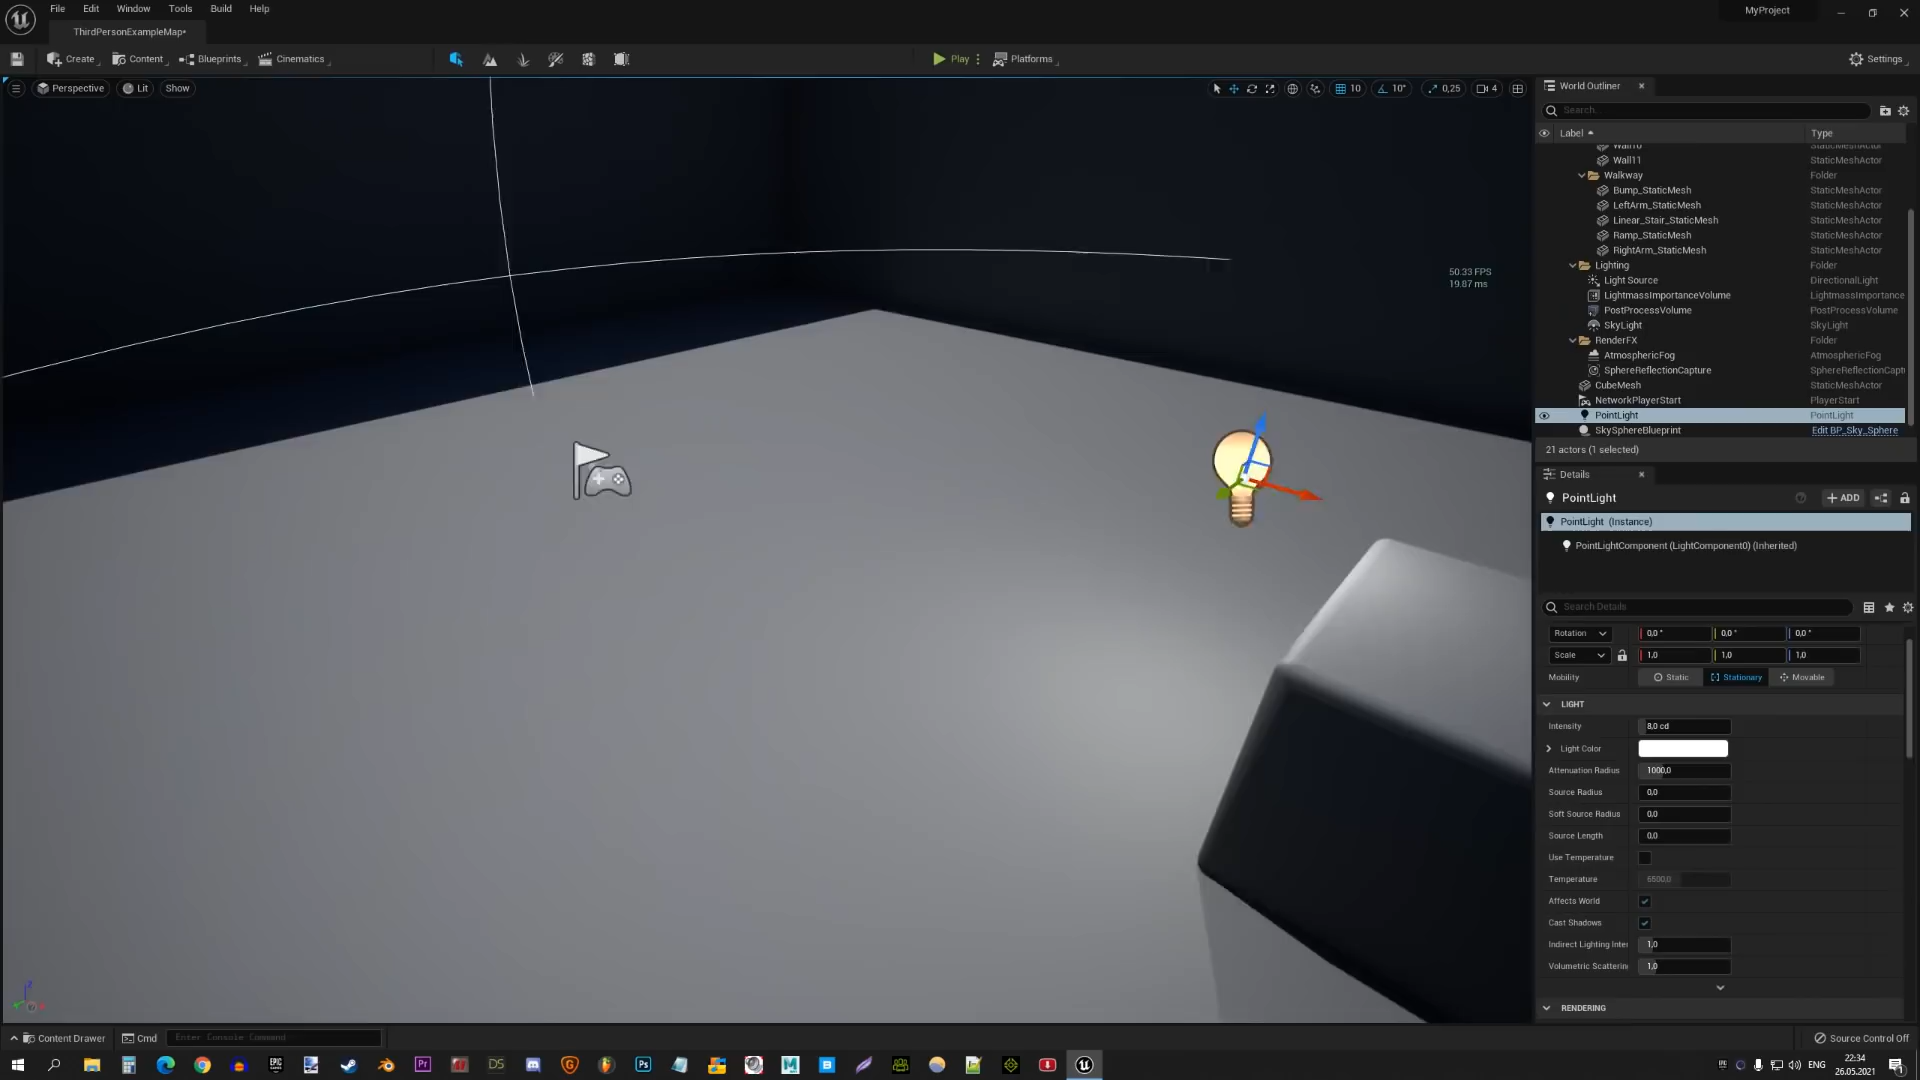 File Edit Window Tools Build Help
MyProject
ThirdPersonExampleMap*
Create Content Blueprints Cinematics Play Platforms Settings
Perspective Lit Show 10 10° 0,25 4
50.33 FPS
19.87 ms
World Outliner
Search...
Label Type
Wall10 StaticMeshActor
Wall11 StaticMeshActor
Walkway Folder
Bump_StaticMesh StaticMeshActor
LeftArm_StaticMesh StaticMeshActor
Linear_Stair_StaticMesh StaticMeshActor
Ramp_StaticMesh StaticMeshActor
RightArm_StaticMesh StaticMeshActor
Lighting Folder
Light Source DirectionalLight
LightmassImportanceVolume LightmassImportance
PostProcessVolume PostProcessVolume
SkyLight SkyLight
RenderFX Folder
AtmosphericFog AtmosphericFog
SphereReflectionCapture SphereReflectionCapt
CubeMesh StaticMeshActor
NetworkPlayerStart PlayerStart
PointLight PointLight
SkySphereBlueprint Edit BP_Sky_Sphere
21 actors (1 selected)
Details
PointLight + ADD
PointLight (Instance)
PointLightComponent (LightComponent0) (Inherited)
Search Details
Rotation 0,0 ° 0,0 ° 0,0 °
Scale 1,0 1,0 1,0
Mobility Static Stationary Movable
LIGHT
Intensity 8,0 cd
Light Color
Attenuation Radius 1000,0
Source Radius 0,0
Soft Source Radius 0,0
Source Length 0,0
Use Temperature
Temperature 6500,0
Affects World
Cast Shadows
Indirect Lighting Inte 1,0
Volumetric Scatterin 1,0
RENDERING
Content Drawer Cmd Enter Console Command Source Control Off
ENG 22:34
26.05.2021